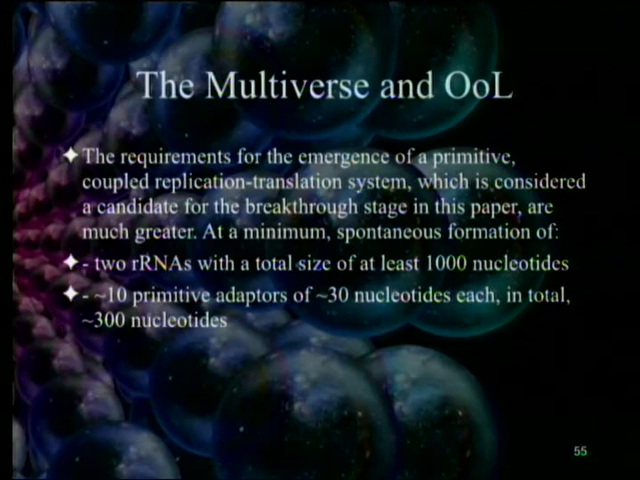 The Multiverse and OoL
✦ The requirements for the emergence of a primitive,
coupled replication-translation system, which is considered
a candidate for the breakthrough stage in this paper, are
much greater. At a minimum, spontaneous formation of:
✦ - two rRNAs with a total size of at least 1000 nucleotides
✦ - ~10 primitive adaptors of ~30 nucleotides each, in total,
~300 nucleotides
55